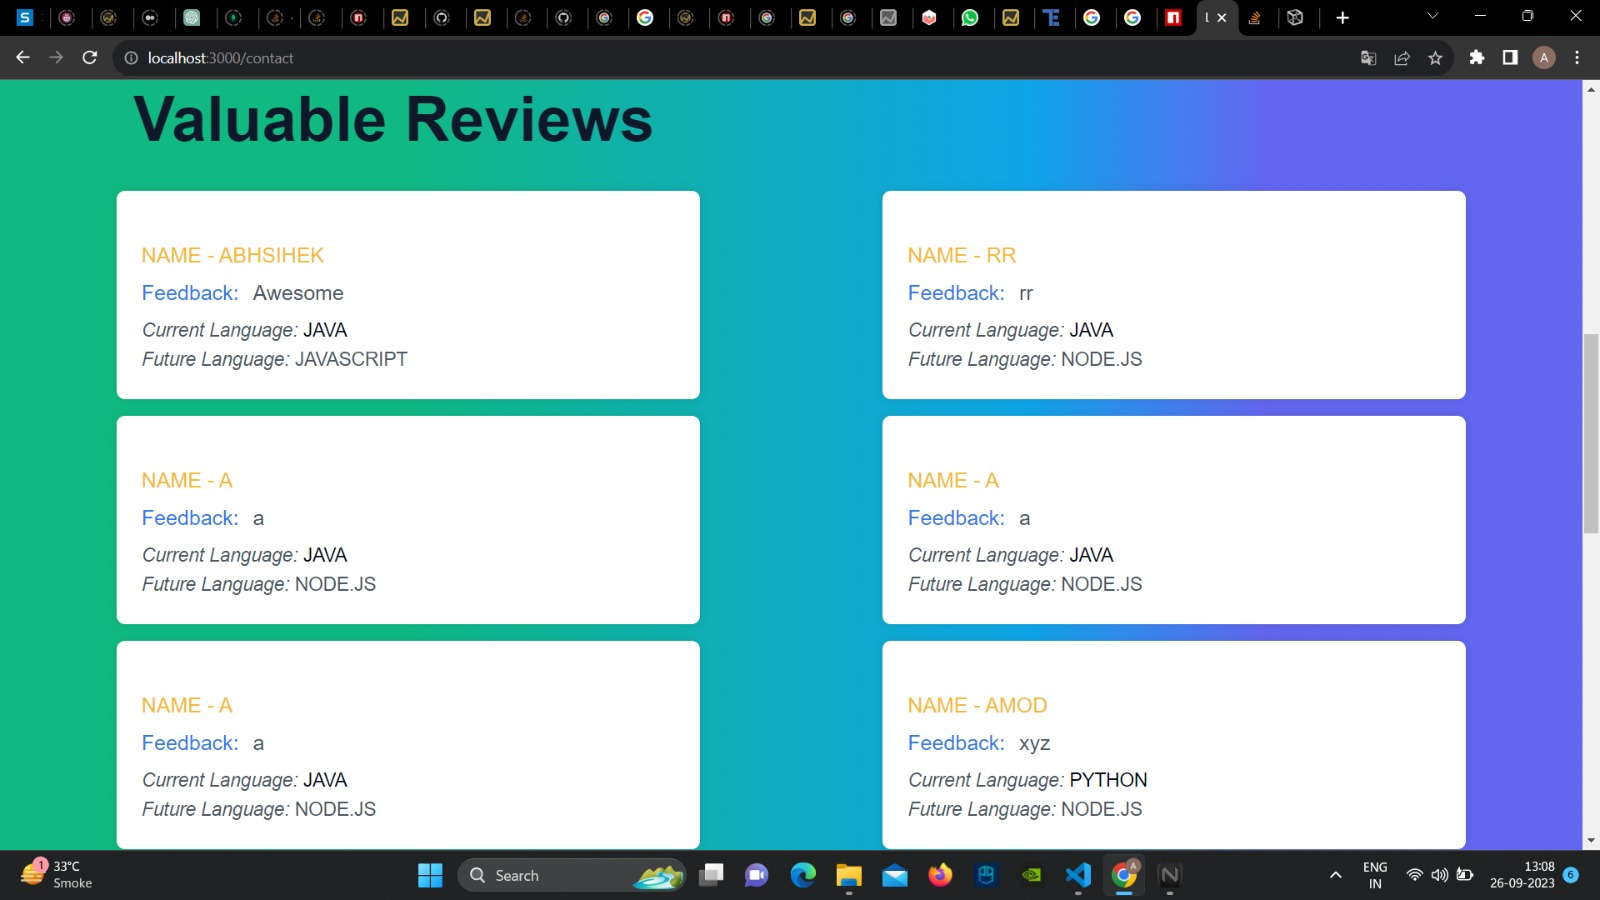 localhost:3000/contact
A
Valuable Reviews
NAME - ABHSIHEK
Feedback: Awesome
Current Language: JAVA
Future Language: JAVASCRIPT
NAME - RR
Feedback: rr
Current Language: JAVA
Future Language: NODE.JS
NAME - A
Feedback: a
Current Language: JAVA
Future Language: NODE.JS
NAME - A
Feedback: a
Current Language: JAVA
Future Language: NODE.JS
NAME - A
Feedback: a
Current Language: JAVA
Future Language: NODE.JS
NAME - AMOD
Feedback: xyz
Current Language: PYTHON
Future Language: NODE.JS
1
33°C
Smoke
Search
A
ENG
IN
13:08
26-09-2023
6